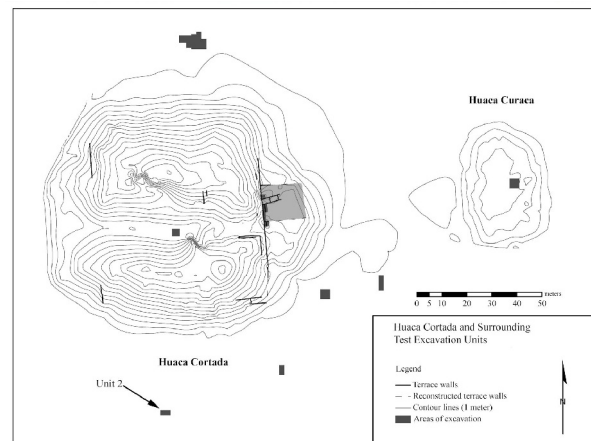 Huaca Curaca
0 5 10 20 30 40 50 meters
Huaca Cortada
Unit 2
Huaca Cortada and Surrounding
Test Excavation Units
Legend
Terrace walls
Reconstructed terrace walls
Contour lines (1 meter)
Areas of excavation
N